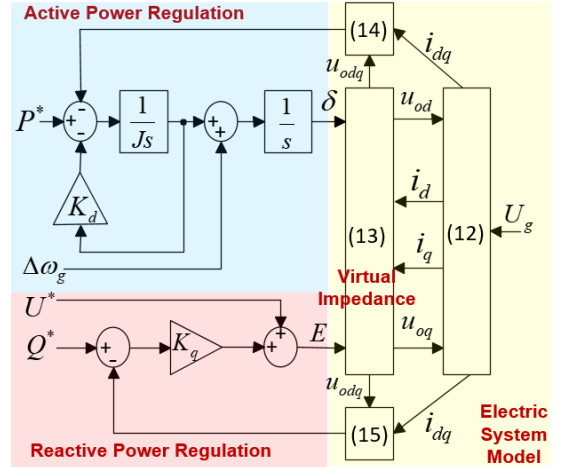 Active Power Regulation
(14)
i_dq
u_odq
P*
+
-
-
1
Js
+
+
1
s
δ
u_od
K_d
i_d
U_g
(13)
(12)
i_q
Δω_g
Virtual
Impedance
U*
Q*
+
-
K_q
+
+
E
u_oq
u_odq
(15)
i_dq
Reactive Power Regulation
Electric
System
Model